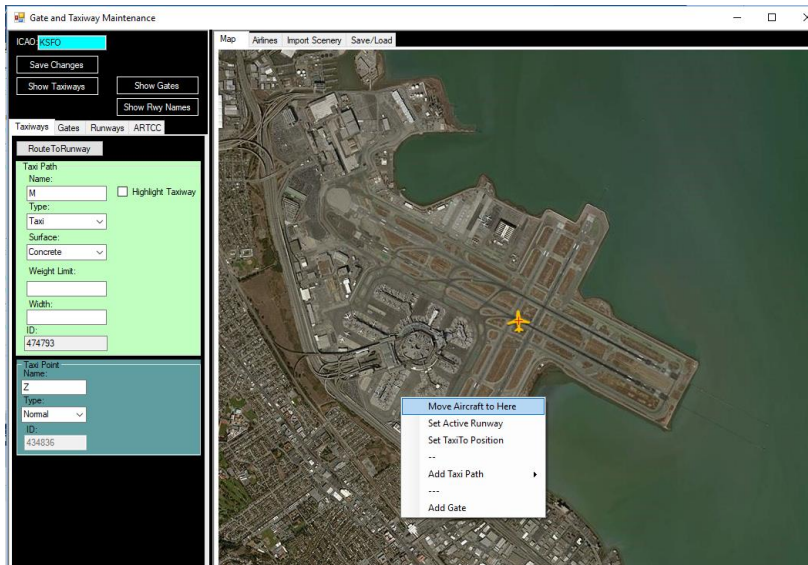 Gate and Taxiway Maintenance
ICAO: KSFO
Save Changes
Show Taxiways
Show Gates
Show Rwy Names
Taxiways Gates Runways ARTCC
RouteToRunway
Taxi Path
Name:
M
Highlight Taxiway
Type:
Taxi
Surface:
Concrete
Weight Limit:
Width:
ID:
474793
Taxi Point
Name:
Z
Type:
Normal
ID:
434836
Map Airlines Import Scenery Save/Load
Move Aircraft to Here
Set Active Runway
Set TaxiTo Position
--
Add Taxi Path
---
Add Gate